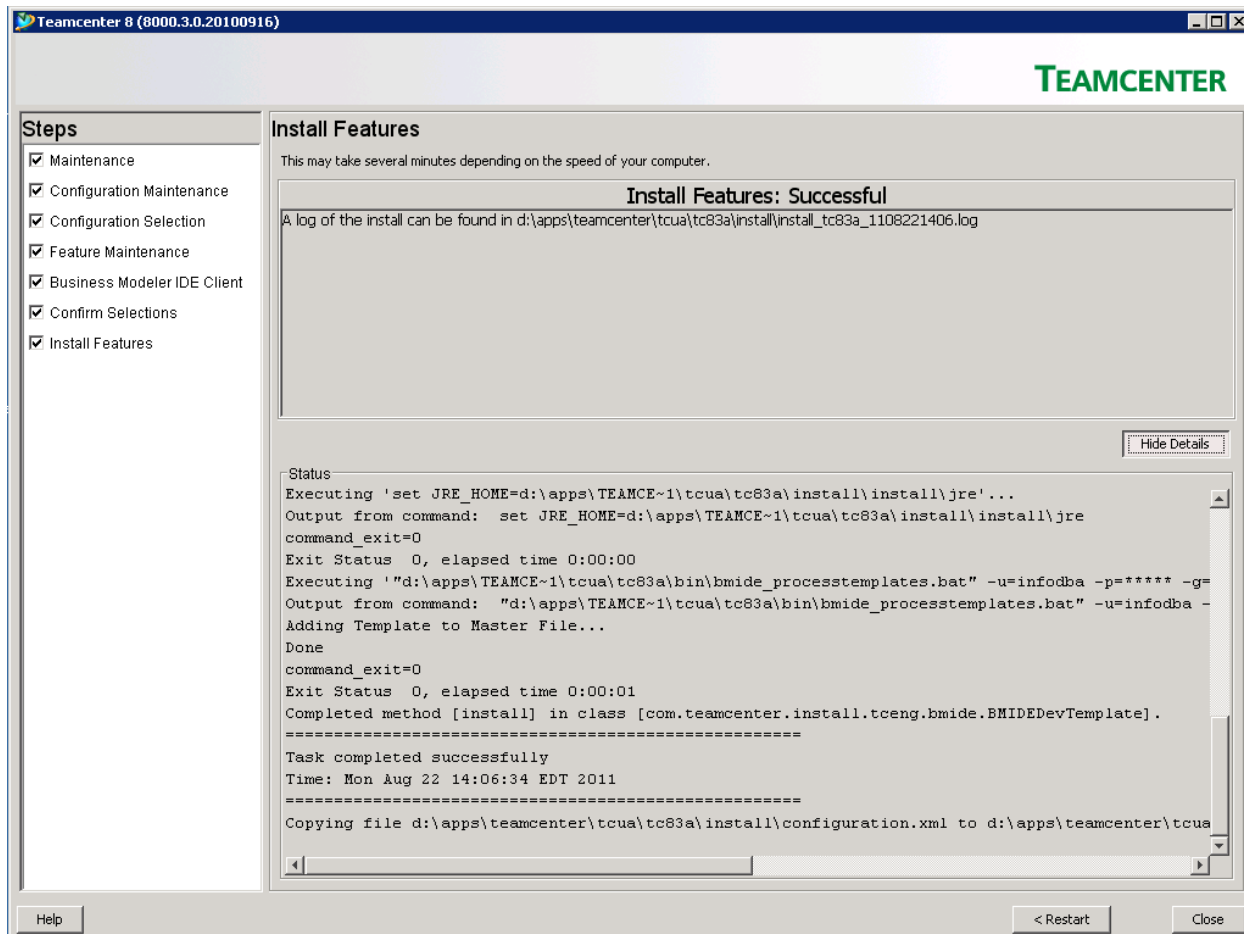 Teamcenter 8 (8000.3.0.20100916)
TEAMCENTER
Steps
Maintenance
Configuration Maintenance
Configuration Selection
Feature Maintenance
Business Modeler IDE Client
Confirm Selections
Install Features
Install Features
This may take several minutes depending on the speed of your computer.
Install Features: Successful
A log of the install can be found in d:\apps\teamcenter\tcua\tc83a\install\install_tc83a_1108221406.log
Hide Details
Status
Executing 'set JRE_HOME=d:\apps\TEAMCE~1\tcua\tc83a\install\install\jre'...
Output from command:  set JRE_HOME=d:\apps\TEAMCE~1\tcua\tc83a\install\install\jre
command_exit=0
Exit Status  0, elapsed time 0:00:00
Executing '"d:\apps\TEAMCE~1\tcua\tc83a\bin\bmide_processtemplates.bat" -u=infodba -p=***** -g=
Output from command:  "d:\apps\TEAMCE~1\tcua\tc83a\bin\bmide_processtemplates.bat" -u=infodba -
Adding Template to Master File...
Done
command_exit=0
Exit Status  0, elapsed time 0:00:01
Completed method [install] in class [com.teamcenter.install.tceng.bmide.BMIDEDevTemplate].
=====================================================
Task completed successfully
Time: Mon Aug 22 14:06:34 EDT 2011
=====================================================
Copying file d:\apps\teamcenter\tcua\tc83a\install\configuration.xml to d:\apps\teamcenter\tcua
Help
< Restart
Close